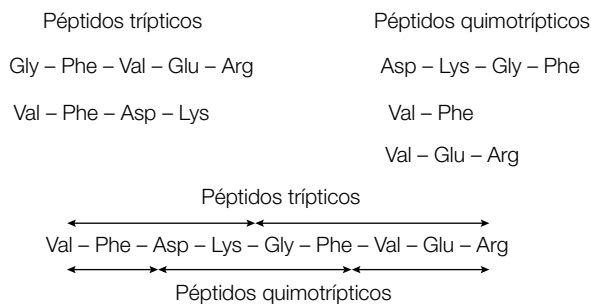 Péptidos trípticos
Gly – Phe – Val – Glu – Arg
Val – Phe – Asp – Lys
Péptidos quimotrípticos
Asp – Lys – Gly – Phe
Val – Phe
Val – Glu – Arg
Péptidos trípticos
Val – Phe – Asp – Lys – Gly – Phe – Val – Glu – Arg
Péptidos quimotrípticos